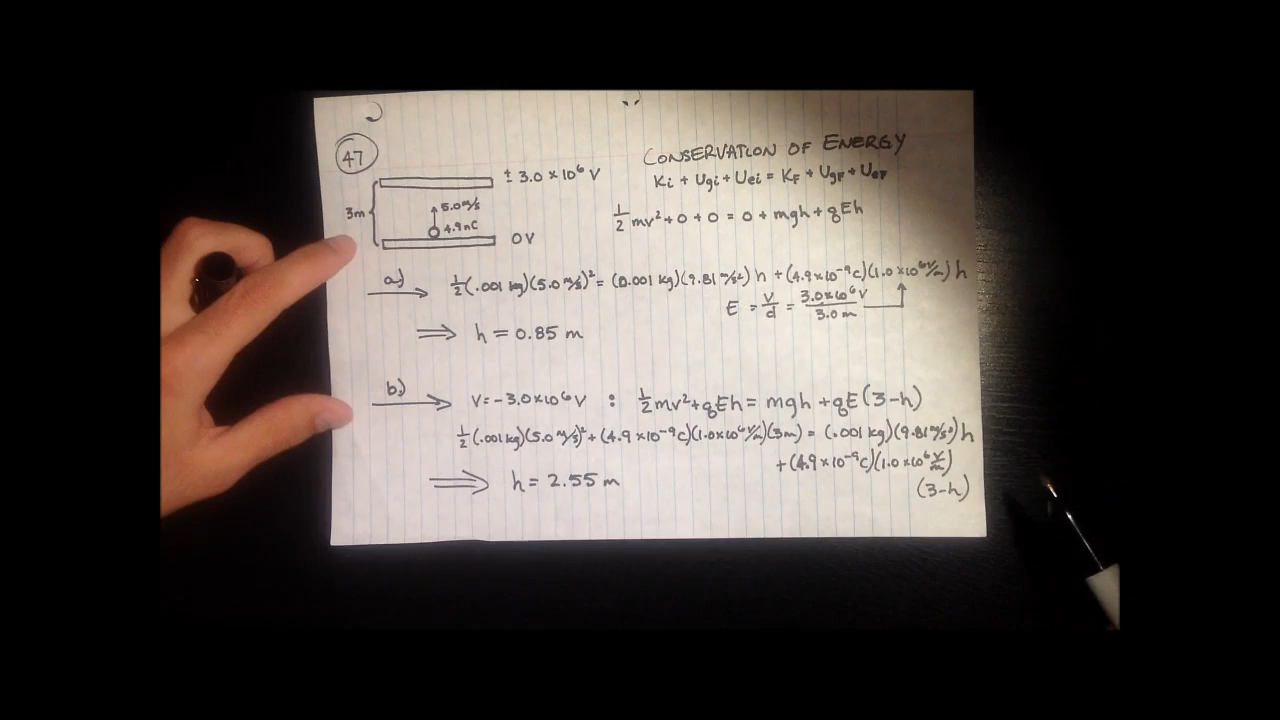 47
CONSERVATION OF ENERGY
Ki + Ugi + Uei = KF + UgF + UeF
± 3.0 × 10⁶ V
3m
5.0 m/s
4.9 nC
0 V
½mv² + 0 + 0 = 0 + mgh + qEh
a) ½(.001 kg)(5.0 m/s)² = (0.001 kg)(9.81 m/s²) h + (4.9×10⁻⁹ C)(1.0×10⁶ V/m) h
E = V/d = 3.0×10⁶ V / 3.0 m
⇒ h = 0.85 m
b.) V = -3.0×10⁶ V : ½mv² + qEh = mgh + qE(3-h)
½(.001 kg)(5.0 m/s)² + (4.9×10⁻⁹ C)(1.0×10⁶ V/m)(3m) = (.001 kg)(9.81 m/s²) h
+ (4.9×10⁻⁹ C)(1.0×10⁶ V/m)
(3-h)
⇒ h = 2.55 m